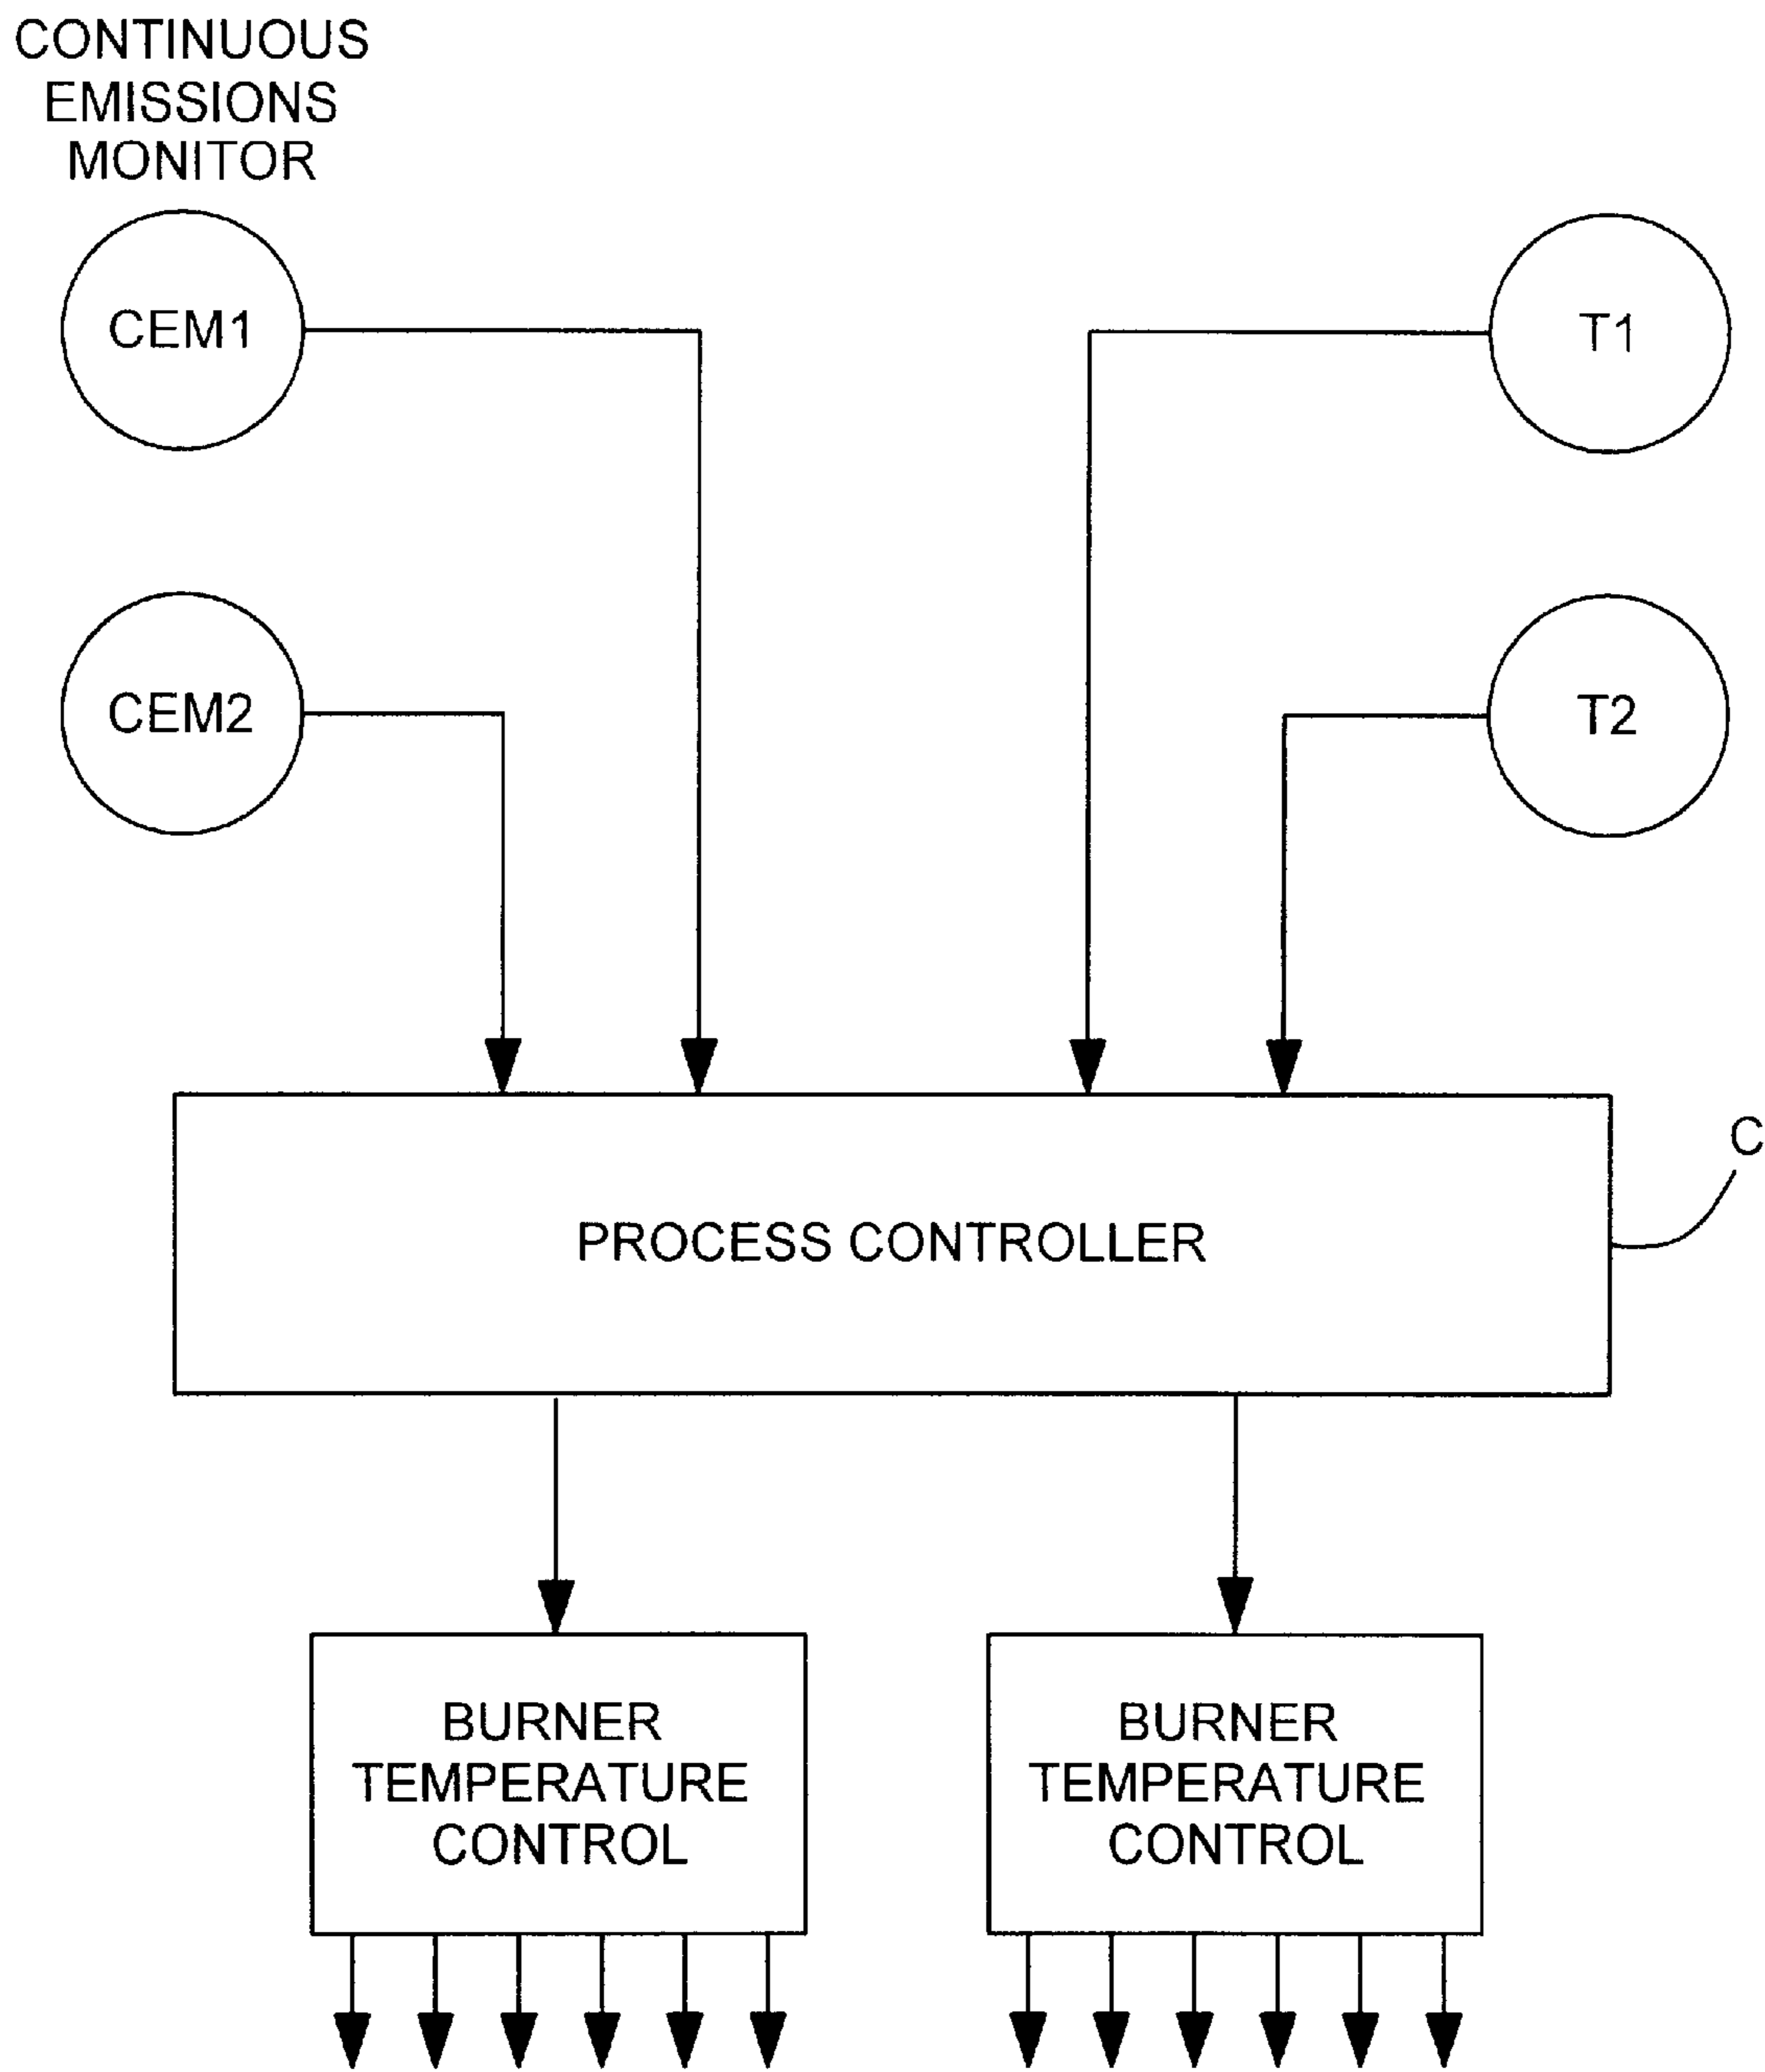 CONTINUOUS
EMISSIONS
MONITOR
CEM1
T1
CEM2
T2
C
PROCESS CONTROLLER
BURNER
TEMPERATURE
CONTROL
BURNER
TEMPERATURE
CONTROL